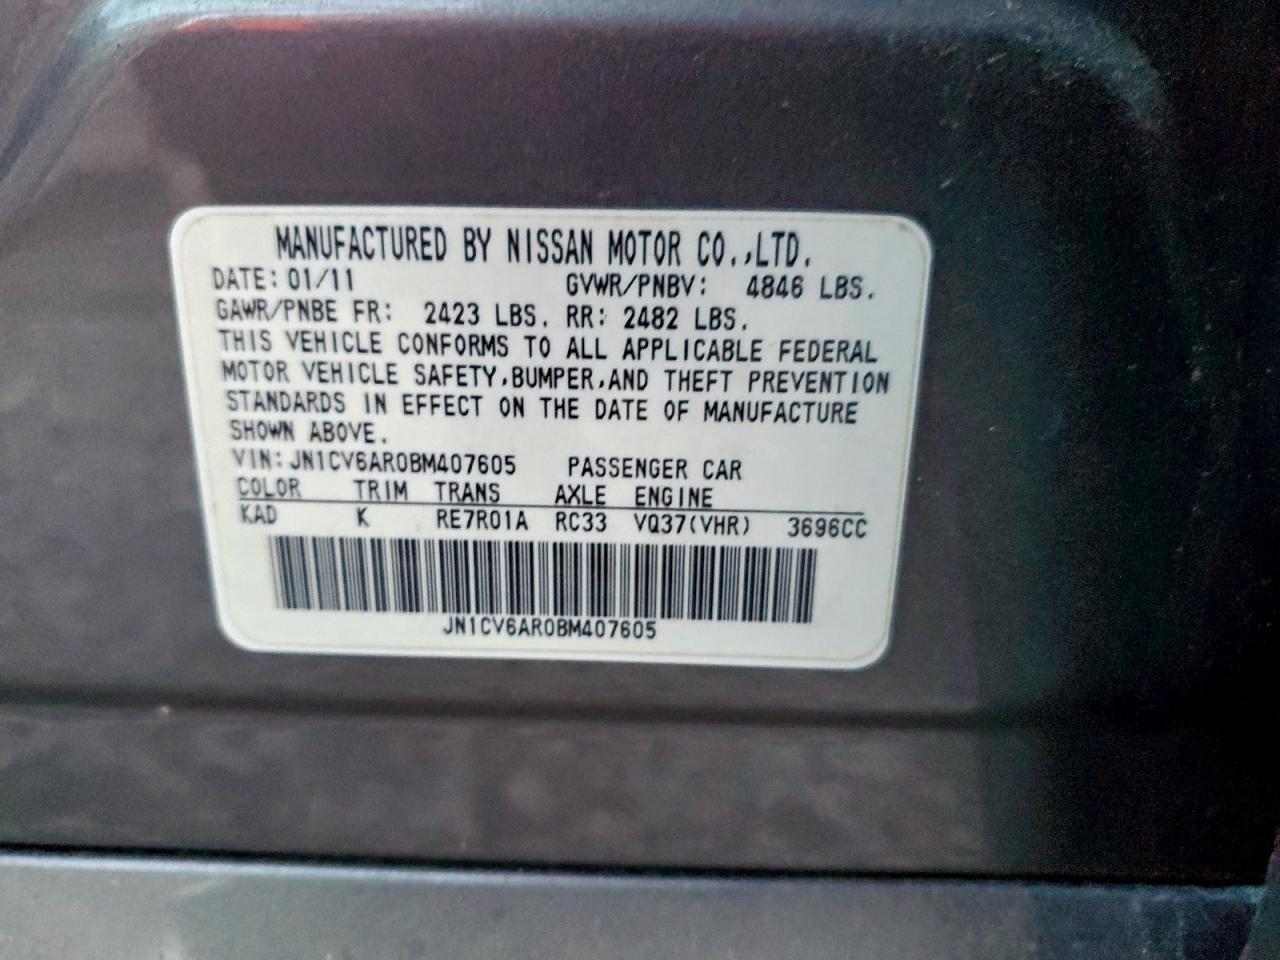 MANUFACTURED BY NISSAN MOTOR CO.,LTD.
DATE: 01/11 GVWR/PNBV: 4846 LBS.
GAWR/PNBE FR: 2423 LBS. RR: 2482 LBS.
THIS VEHICLE CONFORMS TO ALL APPLICABLE FEDERAL
MOTOR VEHICLE SAFETY,BUMPER,AND THEFT PREVENTION
STANDARDS IN EFFECT ON THE DATE OF MANUFACTURE
SHOWN ABOVE.
VIN: JN1CV6AR0BM407605 PASSENGER CAR
COLOR TRIM TRANS AXLE ENGINE
KAD K RE7R01A RC33 VQ37(VHR) 3696CC
JN1CV6AR0BM407605